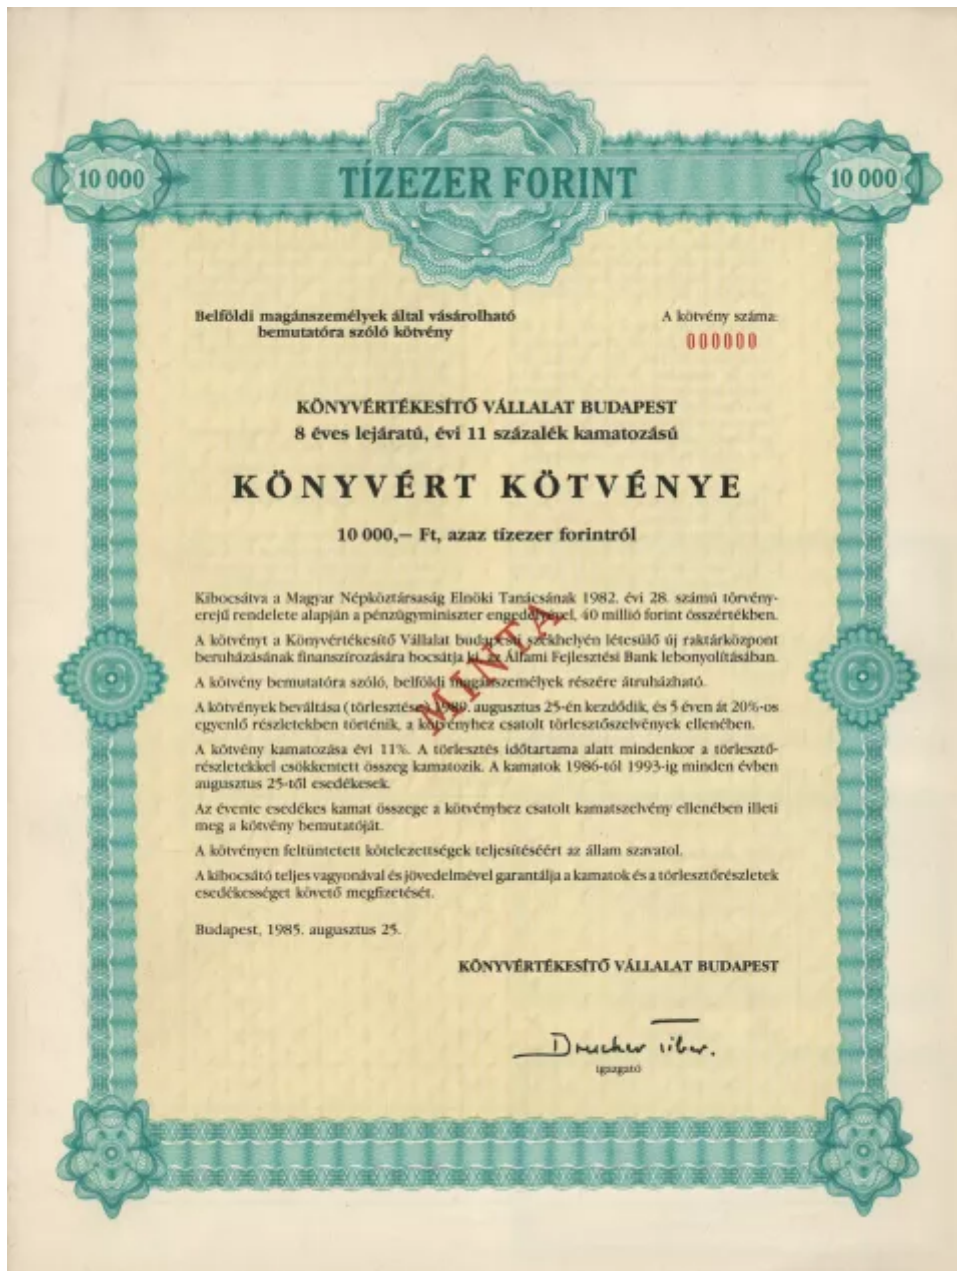 TÍZEZER FORINT
10 000
10 000
Belföldi magánszemélyek által vásárolható
bemutatóra szóló kötvény
A kötvény száma:
000000
KÖNYVÉRTÉKESÍTŐ VÁLLALAT BUDAPEST
8 éves lejáratú, évi 11 százalék kamatozású
KÖNYVÉRT KÖTVÉNYE
10 000,— Ft, azaz tízezer forintról
Kibocsátva a Magyar Népköztársaság Elnöki Tanácsának 1982. évi 28. számú törvény-
erejű rendelete alapján a pénzügyminiszter engedélyével, 40 millió forint összértékben.
A kötvényt a Könyvértékesítő Vállalat budapesti székhelyén létesülő új raktárközpont
beruházásának finanszírozására bocsátja ki, az Állami Fejlesztési Bank lebonyolításában.
A kötvény bemutatóra szóló, belföldi magánszemélyek részére átruházható.
A kötvények beváltása (törlesztése) 1989. augusztus 25-én kezdődik, és 5 éven át 20%-os
egyenlő részletekben történik, a kötvényhez csatolt törlesztőszelvények ellenében.
A kötvény kamatozása évi 11%. A törlesztés időtartama alatt mindenkor a törlesztő-
részletekkel csökkentett összeg kamatozik. A kamatok 1986-tól 1993-ig minden évben
augusztus 25-től esedékesek.
Az évente esedékes kamat összege a kötvényhez csatolt kamatszelvény ellenében illeti
meg a kötvény bemutatóját.
A kötvényen feltüntetett kötelezettségek teljesítéséért az állam szavatol.
A kibocsátó teljes vagyonával és jövedelmével garantálja a kamatok és a törlesztőrészletek
esedékességet követő megfizetését.
MINTA
Budapest, 1985. augusztus 25.
KÖNYVÉRTÉKESÍTŐ VÁLLALAT BUDAPEST
Drucker Tibor.
igazgató